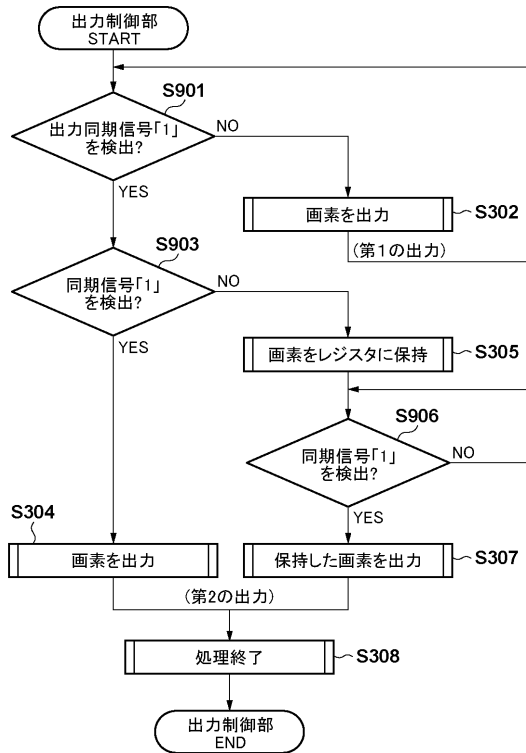 出力制御部
START
S901
出力同期信号「1」
を検出?
NO
YES
画素を出力
S302
(第1の出力)
S903
同期信号「1」
を検出?
NO
YES
画素をレジスタに保持
S305
S906
同期信号「1」
を検出?
NO
YES
S304
画素を出力
保持した画素を出力
S307
(第2の出力)
処理終了
S308
出力制御部
END